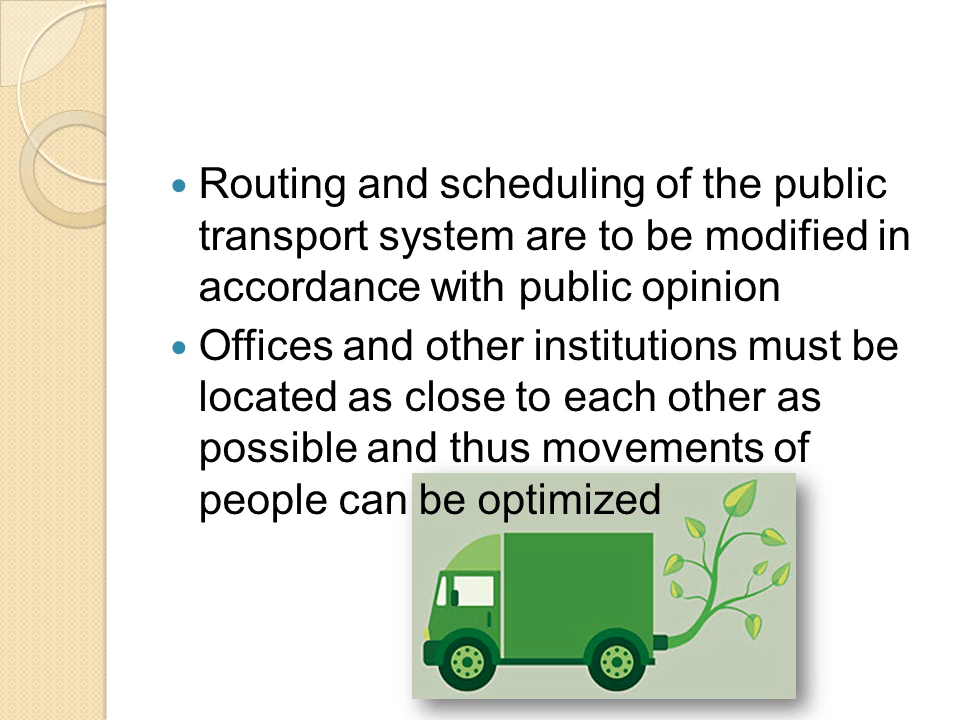 • Routing and scheduling of the public
transport system are to be modified in
accordance with public opinion
• Offices and other institutions must be
located as close to each other as
possible and thus movements of
people can be optimized